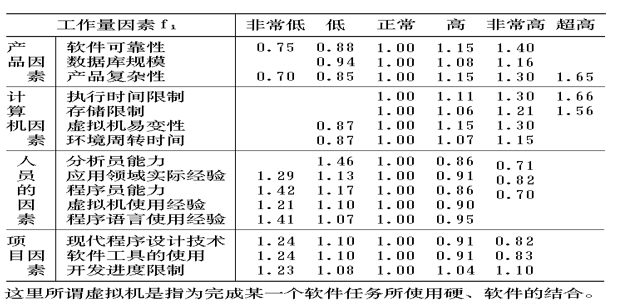 工作量因素f₁ 非常低 低 正常 高 非常高 超高
产 软件可靠性 0.75 0.88 1.00 1.15 1.40
品因 数据库规模 0.94 1.00 1.08 1.16
素 产品复杂性 0.70 0.85 1.00 1.15 1.30 1.65
计 执行时间限制 1.00 1.11 1.30 1.66
算 存储限制 1.00 1.06 1.21 1.56
机因 虚拟机易变性 0.87 1.00 1.15 1.30
素 环境周转时间 0.87 1.00 1.07 1.15
人 分析员能力 1.46 1.00 0.86 0.71
员 应用领域实际经验 1.29 1.13 1.00 0.91 0.82
的 程序员能力 1.42 1.17 1.00 0.86 0.70
因 虚拟机使用经验 1.21 1.10 1.00 0.90
素 程序语言使用经验 1.41 1.07 1.00 0.95
项 现代程序设计技术 1.24 1.10 1.00 0.91 0.82
目因 软件工具的使用 1.24 1.10 1.00 0.91 0.83
素 开发进度限制 1.23 1.08 1.00 1.04 1.10
这里所谓虚拟机是指为完成某一个软件任务所使用硬、软件的结合。